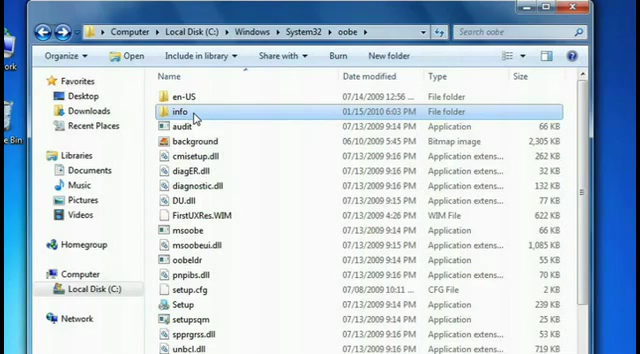 Computer ▸ Local Disk (C:) ▸ Windows ▸ System32 ▸ oobe ▸ Search oobe
Organize ▾ Open Include in library ▾ Share with ▾ Burn New folder
Name Date modified Type Size
Favorites
Desktop
Downloads
Recent Places
Libraries
Documents
Music
Pictures
Videos
Homegroup
Computer
Local Disk (C:)
Network
en-US 07/14/2009 12:56 ... File folder
info 01/15/2010 6:03 PM File folder
audit 07/13/2009 9:14 PM Application 66 KB
background 06/10/2009 5:45 PM Bitmap image 2,305 KB
cmisetup.dll 07/13/2009 9:14 PM Application extens... 262 KB
diagER.dll 07/13/2009 9:15 PM Application extens... 32 KB
diagnostic.dll 07/13/2009 9:14 PM Application extens... 132 KB
DU.dll 07/13/2009 9:15 PM Application extens... 77 KB
FirstUXRes.WIM 07/13/2009 4:26 PM WIM File 622 KB
msoobe 07/13/2009 9:14 PM Application 66 KB
msoobeui.dll 07/13/2009 9:15 PM Application extens... 1,085 KB
oobeldr 07/13/2009 9:14 PM Application 66 KB
pnpibs.dll 07/13/2009 9:16 PM Application extens... 70 KB
setup.cfg 07/08/2009 10:11 ... CFG File 2 KB
Setup 07/13/2009 9:14 PM Application 239 KB
setupsqm 07/13/2009 9:14 PM Application 25 KB
spprgrss.dll 07/13/2009 9:16 PM Application extens... 53 KB
unbcl.dll 07/13/2009 9:16 PM Application extens... 719 KB